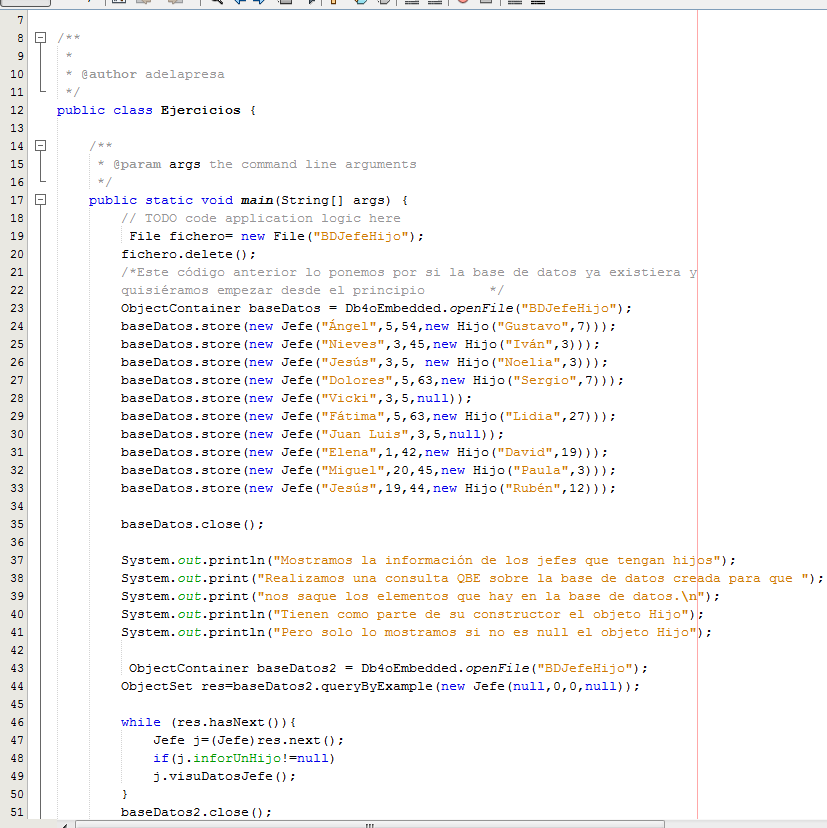 7
8 /**
9 *
10 * @author adelapresa
11 */
12 public class Ejercicios {
13
14 /**
15 * @param args the command line arguments
16 */
17 public static void main(String[] args) {
18 // TODO code application logic here
19 File fichero= new File("BDJefeHijo");
20 fichero.delete();
21 /*Este código anterior lo ponemos por si la base de datos ya existiera y
22 quisiéramos empezar desde el principio */
23 ObjectContainer baseDatos = Db4oEmbedded.openFile("BDJefeHijo");
24 baseDatos.store(new Jefe("Ángel",5,54,new Hijo("Gustavo",7)));
25 baseDatos.store(new Jefe("Nieves",3,45,new Hijo("Iván",3)));
26 baseDatos.store(new Jefe("Jesús",3,5, new Hijo("Noelia",3)));
27 baseDatos.store(new Jefe("Dolores",5,63,new Hijo("Sergio",7)));
28 baseDatos.store(new Jefe("Vicki",3,5,null));
29 baseDatos.store(new Jefe("Fátima",5,63,new Hijo("Lidia",27)));
30 baseDatos.store(new Jefe("Juan Luis",3,5,null));
31 baseDatos.store(new Jefe("Elena",1,42,new Hijo("David",19)));
32 baseDatos.store(new Jefe("Miguel",20,45,new Hijo("Paula",3)));
33 baseDatos.store(new Jefe("Jesús",19,44,new Hijo("Rubén",12)));
34
35 baseDatos.close();
36
37 System.out.println("Mostramos la información de los jefes que tengan hijos");
38 System.out.print("Realizamos una consulta QBE sobre la base de datos creada para que ");
39 System.out.print("nos saque los elementos que hay en la base de datos.\n");
40 System.out.println("Tienen como parte de su constructor el objeto Hijo");
41 System.out.println("Pero solo lo mostramos si no es null el objeto Hijo");
42
43 ObjectContainer baseDatos2 = Db4oEmbedded.openFile("BDJefeHijo");
44 ObjectSet res=baseDatos2.queryByExample(new Jefe(null,0,0,null));
45
46 while (res.hasNext()){
47 Jefe j=(Jefe)res.next();
48 if(j.inforUnHijo!=null)
49 j.visuDatosJefe();
50 }
51 baseDatos2.close();